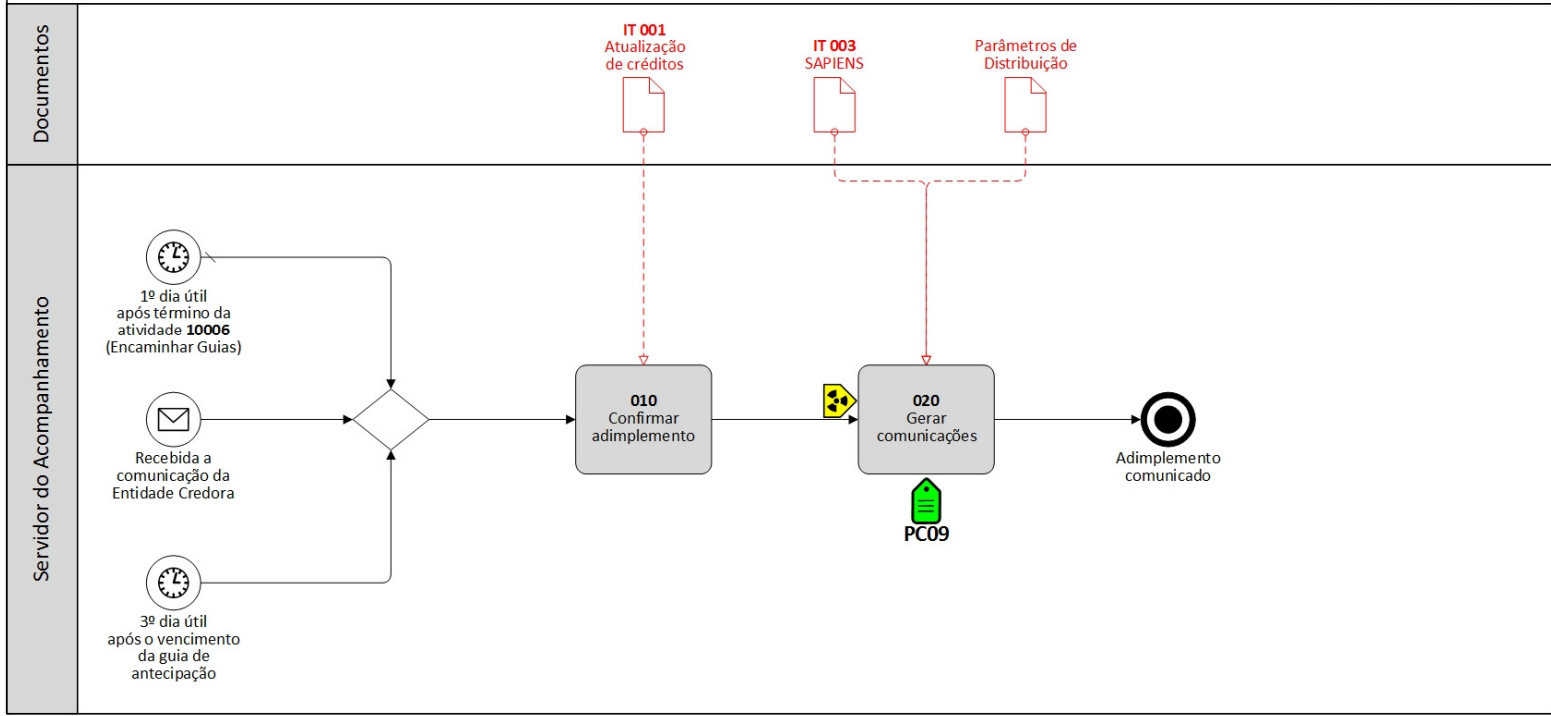 Documentos
IT 001
Atualização
de créditos
IT 003
SAPIENS
Parâmetros de
Distribuição
Servidor do Acompanhamento
1º dia útil
após término da
atividade 10006
(Encaminhar Guias)
Recebida a
comunicação da
Entidade Credora
3º dia útil
após o vencimento
da guia de
antecipação
010
Confirmar
adimplemento
020
Gerar
comunicações
PC09
Adimplemento
comunicado